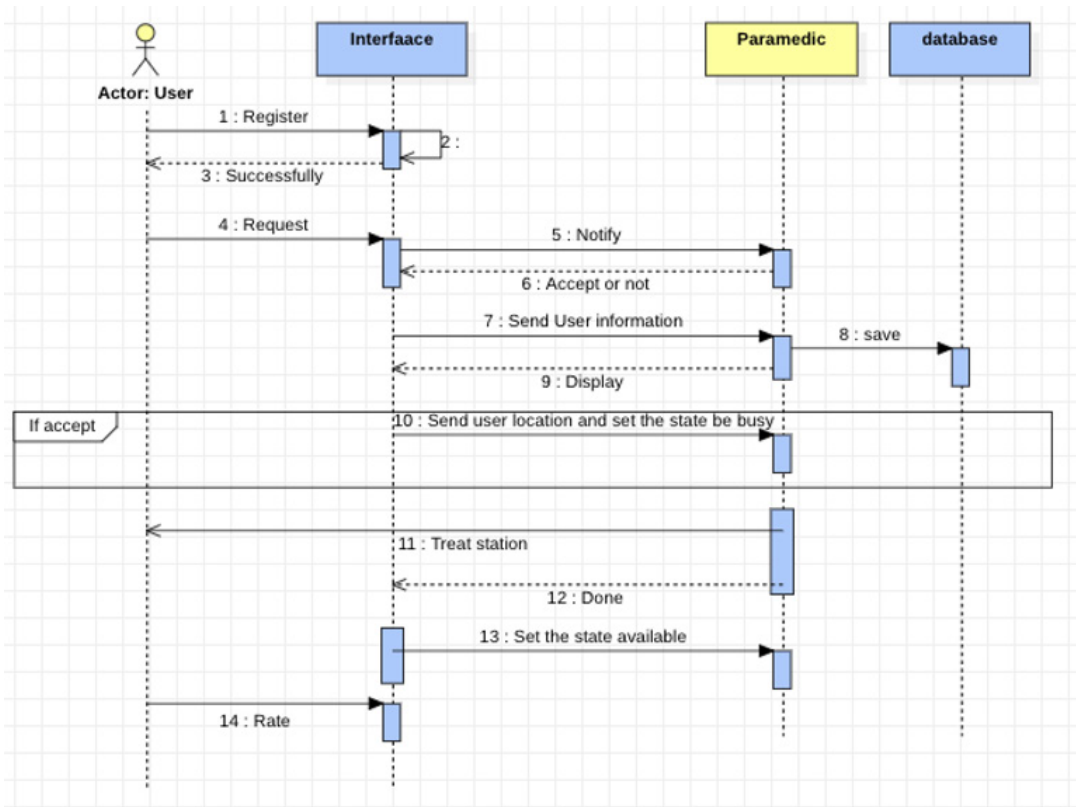 Interfaace
Paramedic
database
Actor: User
1 : Register
2 :
3 : Successfully
4 : Request
5 : Notify
6 : Accept or not
7 : Send User information
8 : save
9 : Display
If accept
10 : Send user location and set the state be busy
11 : Treat station
12 : Done
13 : Set the state available
14 : Rate